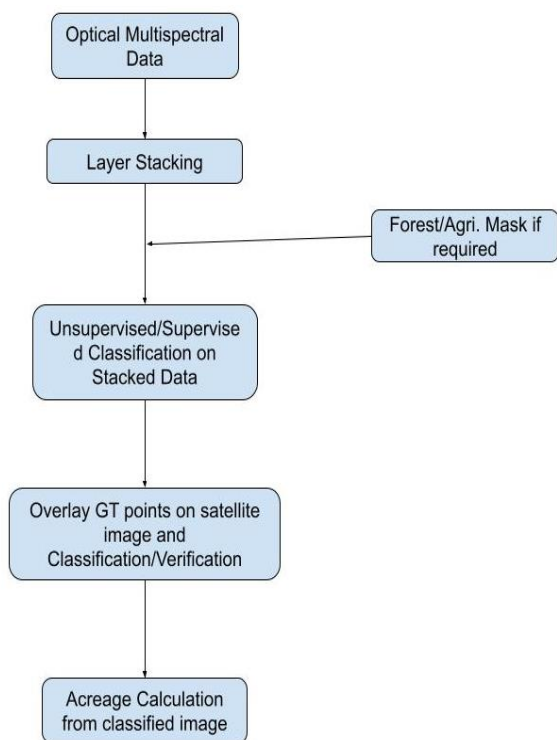 Optical Multispectral
Data
Layer Stacking
Forest/Agri. Mask if
required
Unsupervised/Supervise
d Classification on
Stacked Data
Overlay GT points on satellite
image and
Classification/Verification
Acreage Calculation
from classified image